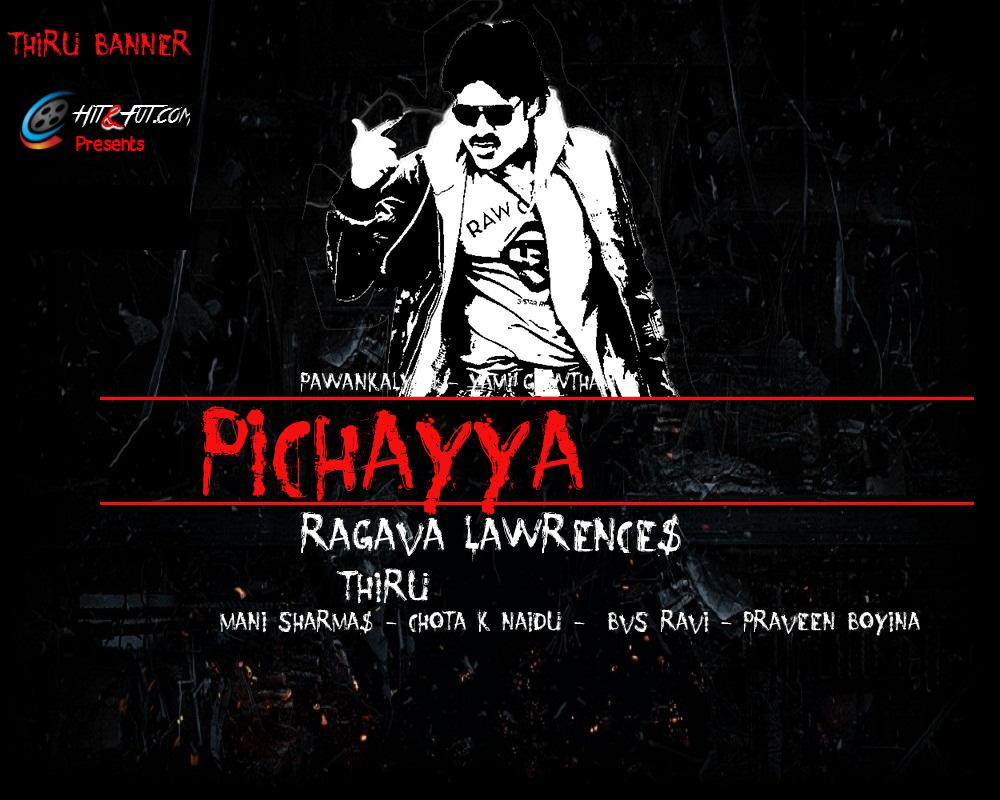 THIRU BANNER
HIT&FUT.COM
Presents
RAW
PICHAYYA
RAGAVA LAWRENCE$
THIRU
MANI SHARMA$ - CHOTA K NAIDU - BVS RAVI - PRAVEEN BOYINA